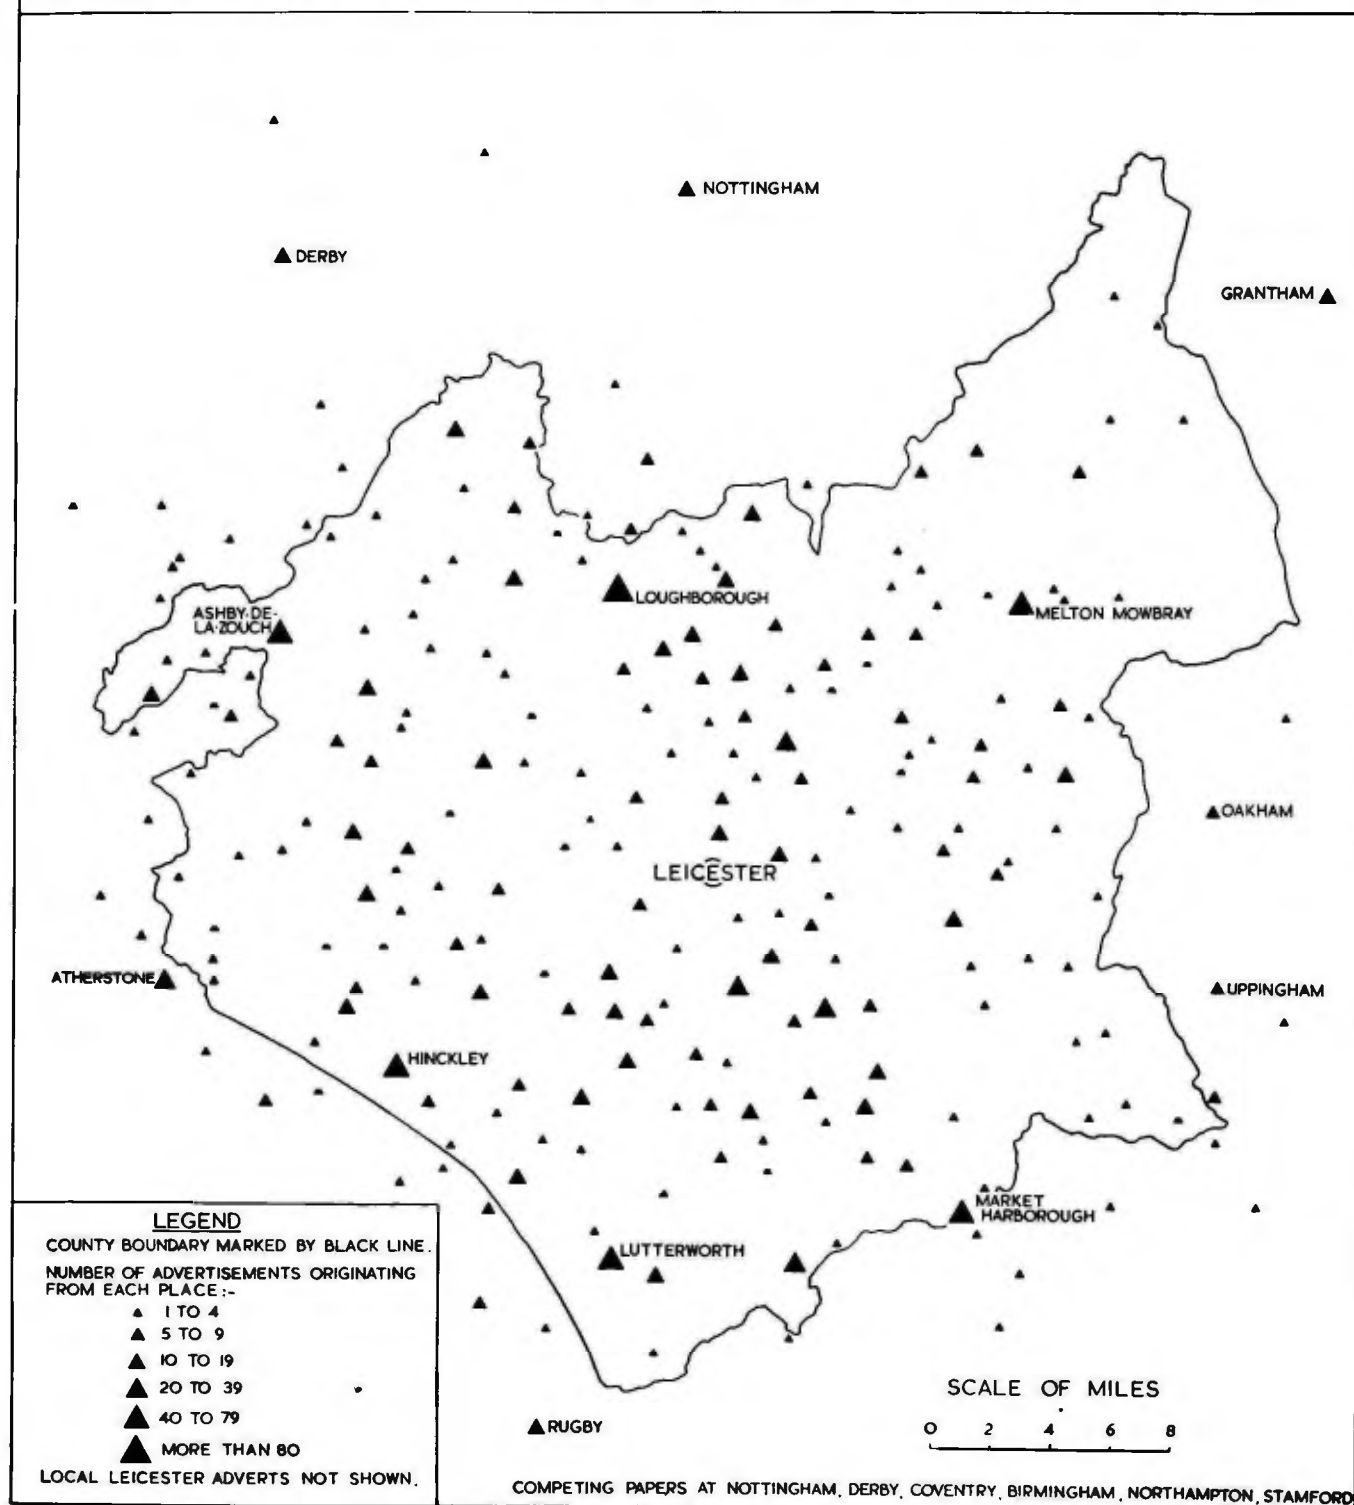 NOTTINGHAM
DERBY
GRANTHAM
LOUGHBOROUGH
ASHBY-DE-
LA-ZOUCH
MELTON MOWBRAY
OAKHAM
LEICESTER
ATHERSTONE
UPPINGHAM
HINCKLEY
MARKET
HARBOROUGH
LUTTERWORTH
RUGBY
LEGEND
COUNTY BOUNDARY MARKED BY BLACK LINE.
NUMBER OF ADVERTISEMENTS ORIGINATING
FROM EACH PLACE:-
1 TO 4
5 TO 9
10 TO 19
20 TO 39
40 TO 79
MORE THAN 80
LOCAL LEICESTER ADVERTS NOT SHOWN.
SCALE OF MILES
0 2 4 6 8
COMPETING PAPERS AT NOTTINGHAM, DERBY, COVENTRY, BIRMINGHAM, NORTHAMPTON, STAMFORD